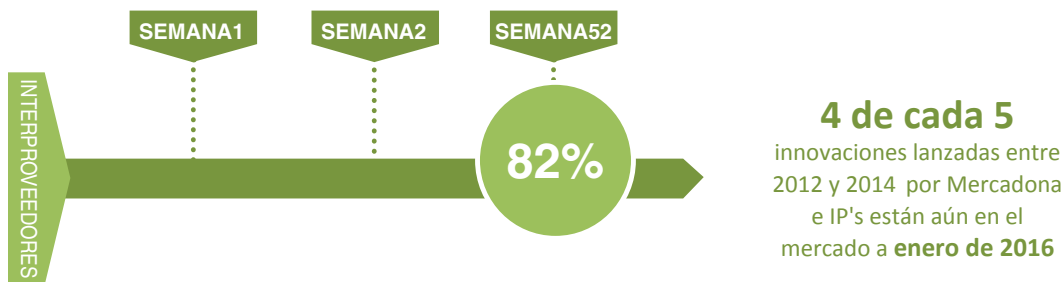 SEMANA1
SEMANA2
SEMANA52
INTERPROVEEDORES
82%
4 de cada 5
innovaciones lanzadas entre
2012 y 2014 por Mercadona
e IP's están aún en el
mercado a enero de 2016